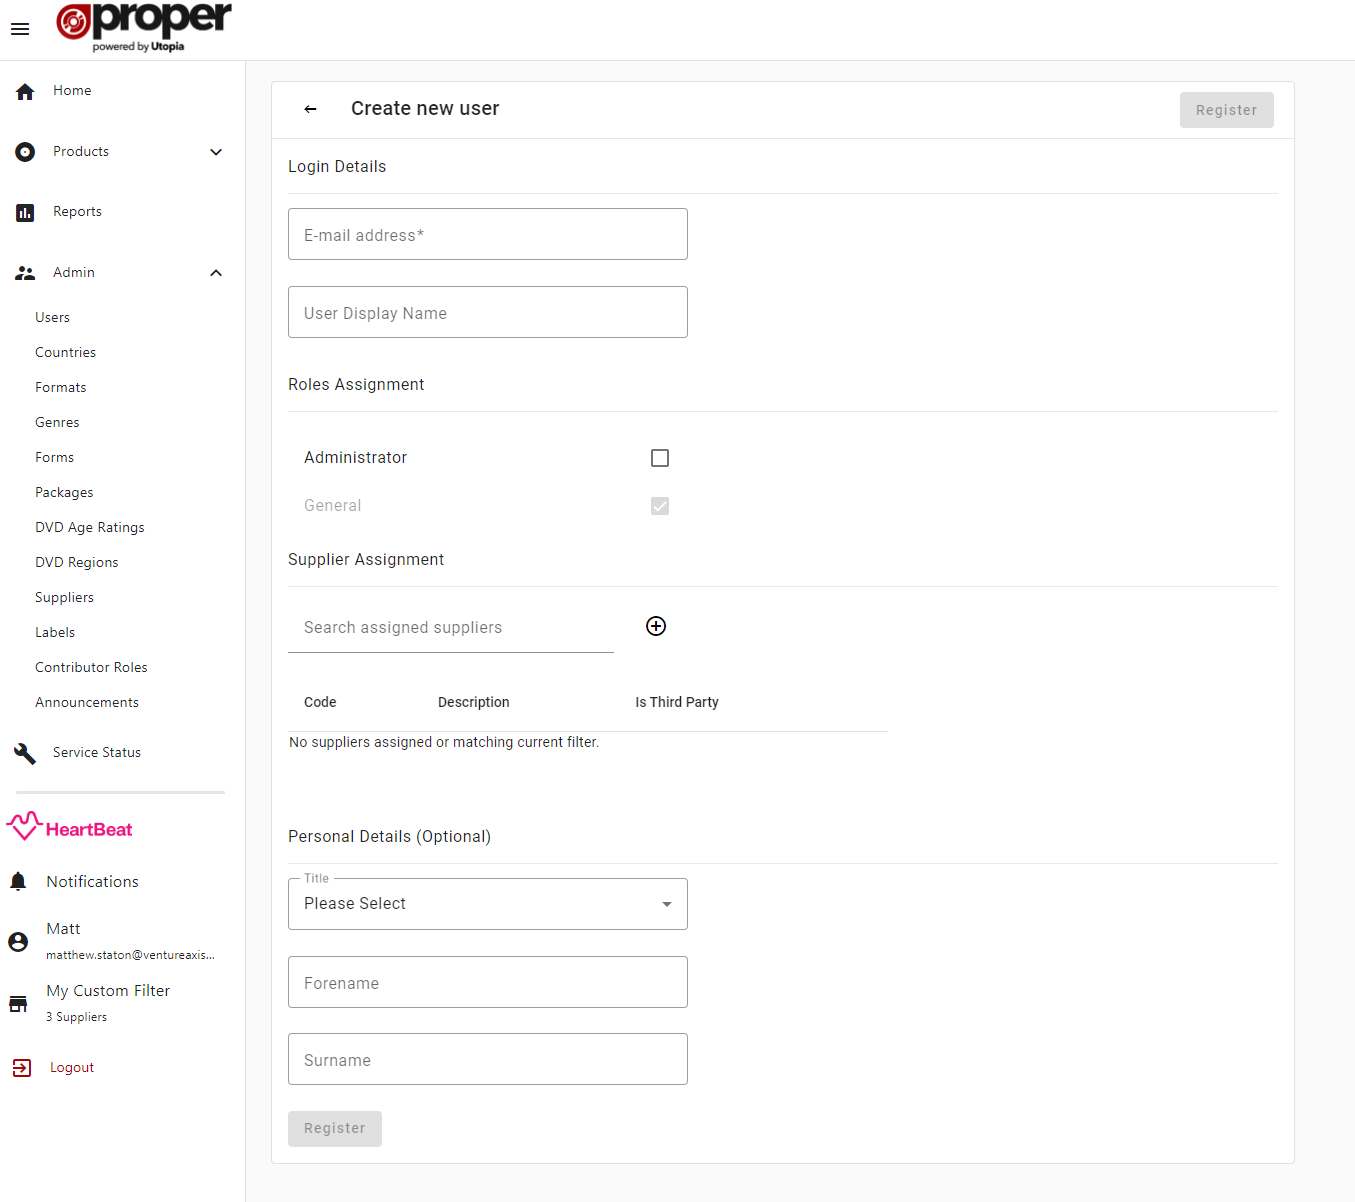 proper
powered by Utopia
Home
Products
Reports
Admin
Users
Countries
Formats
Genres
Forms
Packages
DVD Age Ratings
DVD Regions
Suppliers
Labels
Contributor Roles
Announcements
Service Status
HeartBeat
Notifications
Matt
matthew.staton@ventureaxis...
My Custom Filter
3 Suppliers
Logout
Create new user
Register
Login Details
E-mail address*
User Display Name
Roles Assignment
Administrator
General
Supplier Assignment
Search assigned suppliers
Code Description Is Third Party
No suppliers assigned or matching current filter.
Personal Details (Optional)
Title
Please Select
Forename
Surname
Register